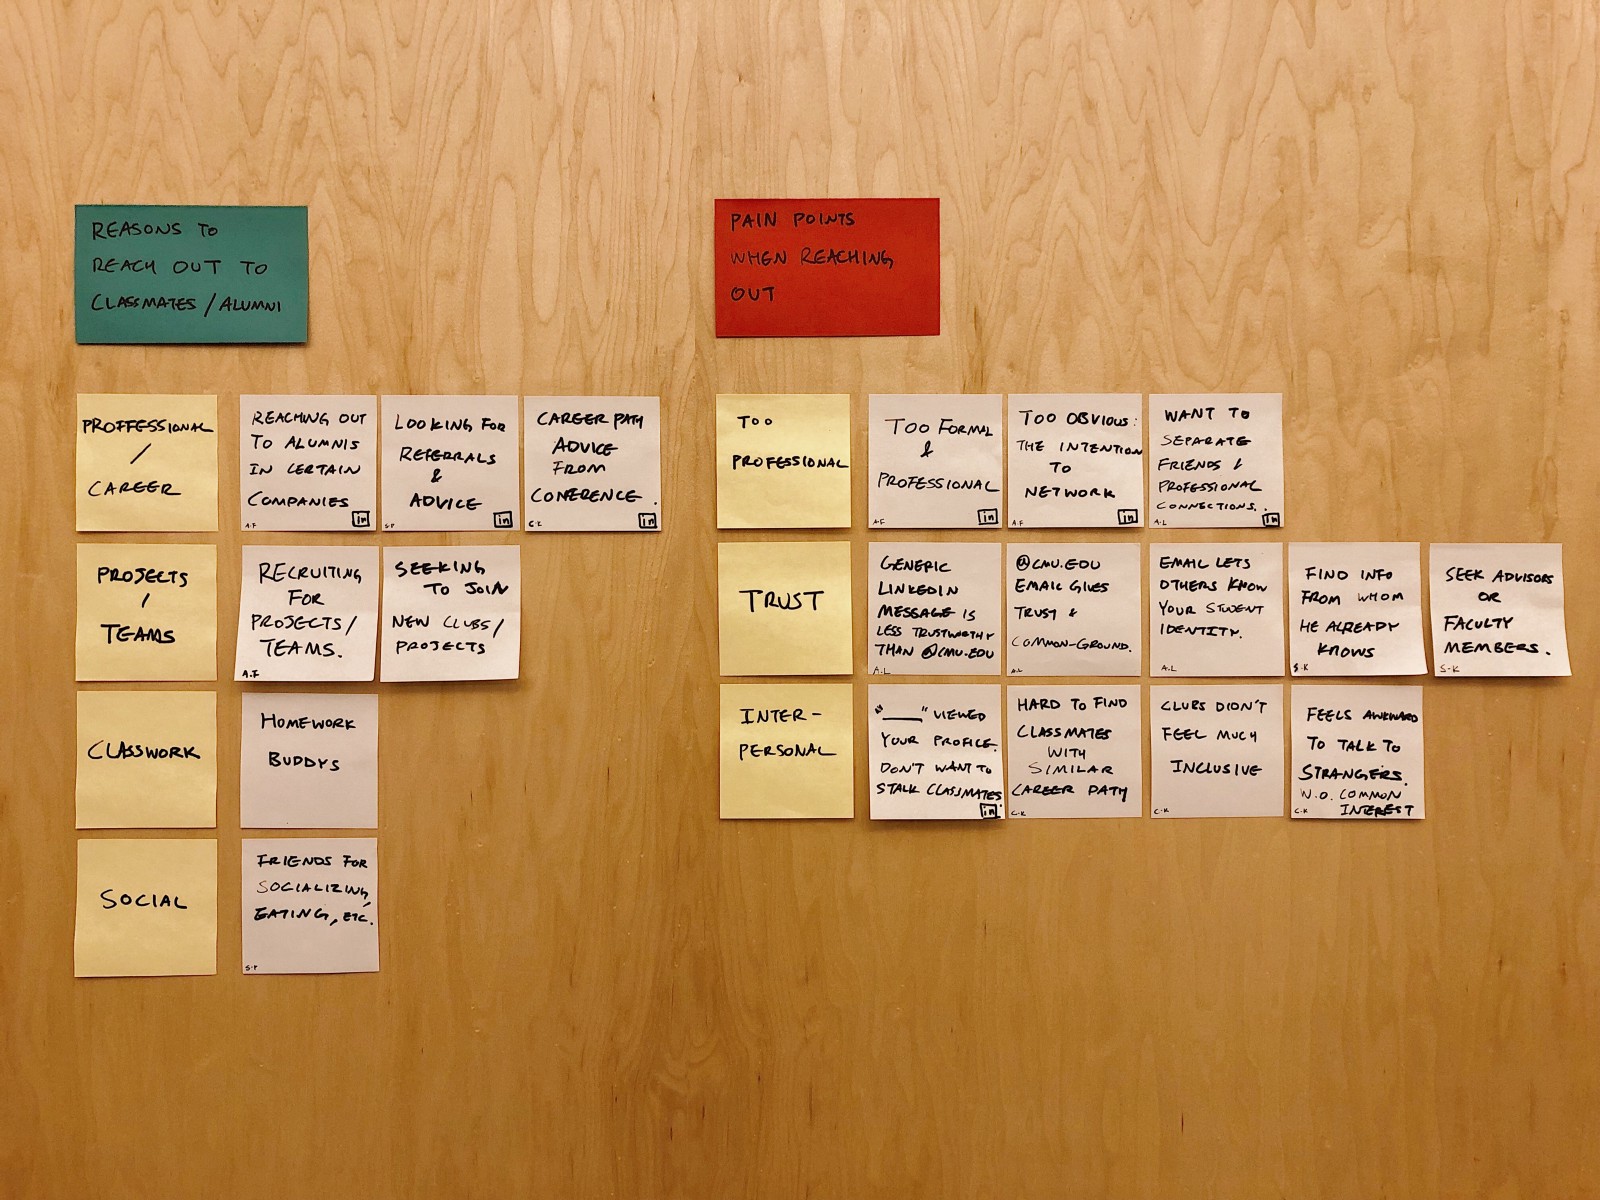 REASONS TO
REACH OUT TO
CLASSMATES / ALUMNI
PROFFESSIONAL
/
CAREER
REACHING OUT
TO ALUMNIS
IN CERTAIN
COMPANIES
A.F
in
LOOKING FOR
REFERRALS
&
ADVICE
S.P
in
CAREER PATH
ADVICE
FROM
CONFERENCE.
in
PROJECTS
/
TEAMS
RECRUITING
FOR
PROJECTS/
TEAMS.
A.F
SEEKING
TO JOIN
NEW CLUBS/
PROJECTS
CLASSWORK
HOMEWORK
BUDDYS
SOCIAL
FRIENDS FOR
SOCIALIZING,
EATING, ETC.
S.P
PAIN POINTS
WHEN REACHING
OUT
TOO
PROFESSIONAL
TOO FORMAL
&
PROFESSIONAL
A.F
in
TOO OBVIOUS:
THE INTENTION
TO
NETWORK
A.F
in
WANT TO
SEPARATE
FRIENDS &
PROFESSIONAL
CONNECTIONS.
A.L
in
TRUST
GENERIC
LINKEDIN
MESSAGE IS
LESS TRUSTWORTHY
THAN @CMU.EDU
A.L
@CMU.EDU
EMAIL GIVES
TRUST &
COMMON-GROUND.
A.L
EMAIL LETS
OTHERS KNOW
YOUR STUDENT
IDENTITY.
A.L
FIND INFO
FROM WHOM
HE ALREADY
KNOWS
S-K
SEEK ADVISORS
OR
FACULTY
MEMBERS.
S-K
INTER-
PERSONAL
"____" VIEWED
YOUR PROFILE.
DON'T WANT TO
STALK CLASSMATES.
in
HARD TO FIND
CLASSMATES
WITH
SIMILAR
CAREER PATH
C-K
CLUBS DIDN'T
FEEL MUCH
INCLUSIVE
C-K
FEELS AWKWARD
TO TALK TO
STRANGERS.
W.O. COMMON
INTEREST
C-K